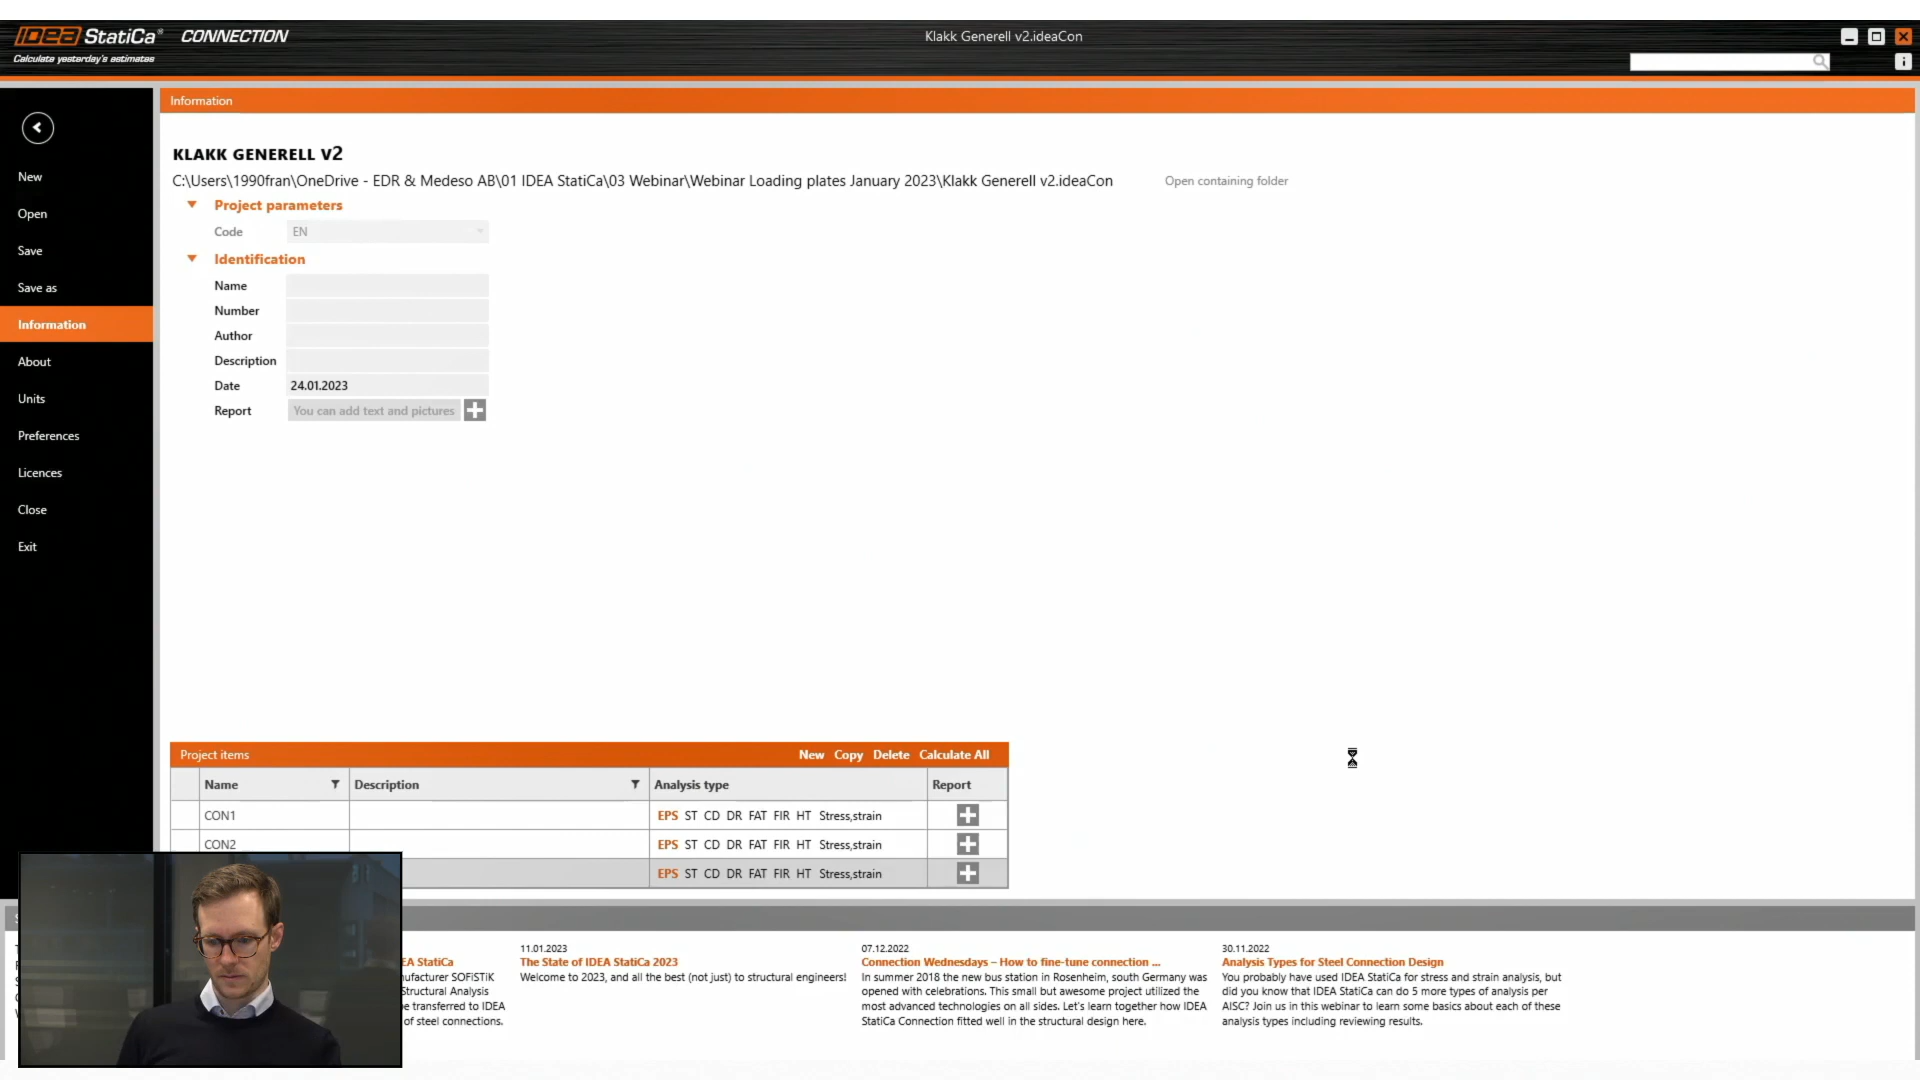 IDEA StatiCa® CONNECTION
Calculate yesterday's estimates
Klakk Generell v2.ideaCon
New
Open
Save
Save as
Information
About
Units
Preferences
Licences
Close
Exit
Information
KLAKK GENERELL V2
C:\Users\1990fran\OneDrive - EDR & Medeso AB\01 IDEA StatiCa\03 Webinar\Webinar Loading plates January 2023\Klakk Generell v2.ideaCon Open containing folder
Project parameters
Code EN
Identification
Name
Number
Author
Description
Date 24.01.2023
Report You can add text and pictures
Project items New Copy Delete Calculate All
Name Description Analysis type Report
CON1 EPS ST CD DR FAT FIR HT Stress,strain
CON2 EPS ST CD DR FAT FIR HT Stress,strain
EPS ST CD DR FAT FIR HT Stress,strain
EA StatiCa
nufacturer SOFiSTiK
Structural Analysis
e transferred to IDEA
of steel connections.
11.01.2023
The State of IDEA StatiCa 2023
Welcome to 2023, and all the best (not just) to structural engineers!
07.12.2022
Connection Wednesdays – How to fine-tune connection ...
In summer 2018 the new bus station in Rosenheim, south Germany was
opened with celebrations. This small but awesome project utilized the
most advanced technologies on all sides. Let's learn together how IDEA
StatiCa Connection fitted well in the structural design here.
30.11.2022
Analysis Types for Steel Connection Design
You probably have used IDEA StatiCa for stress and strain analysis, but
did you know that IDEA StatiCa can do 5 more types of analysis per
AISC? Join us in this webinar to learn some basics about each of these
analysis types including reviewing results.